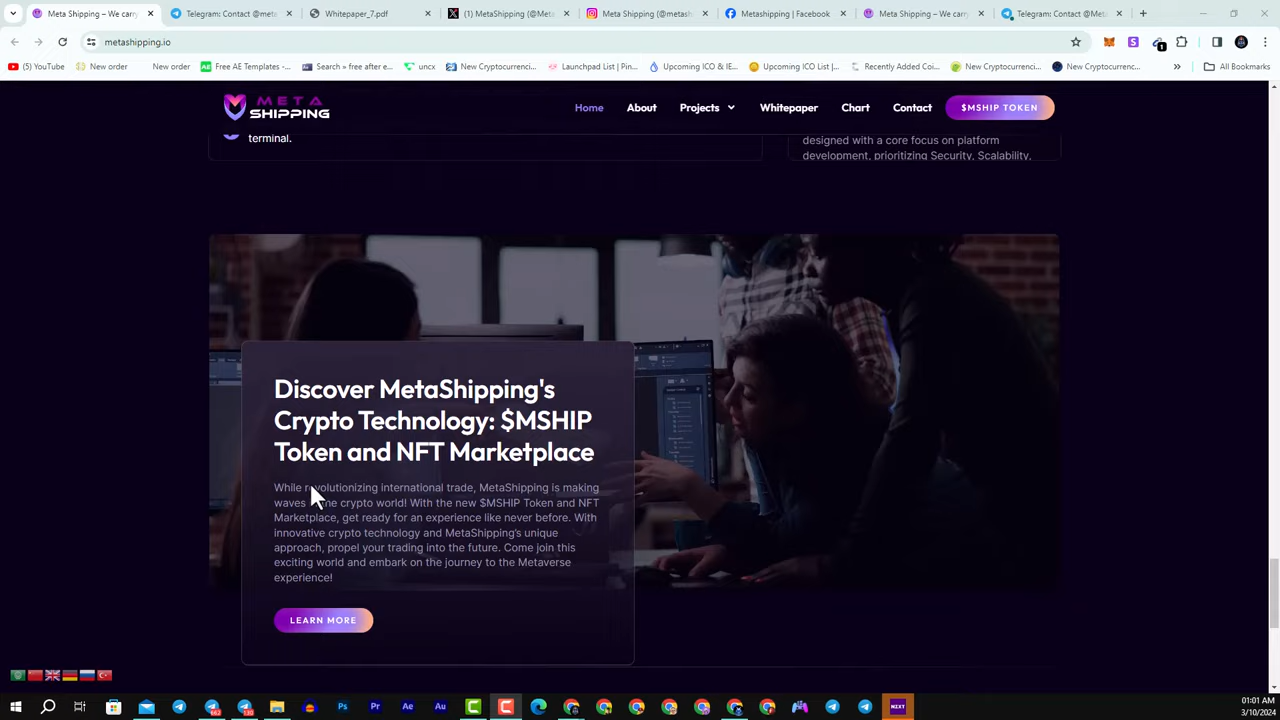 Meta Shipping – We carry
Telegram: Contact @meta
Whitepaper_7.pdf
(1) MetaShipping (@Meta
Meta Shipping (@metash
Metashipping | Facebook
Meta Shipping – We carry
Telegram: Contact @Meta
metashipping.io
(5) YouTube
New order
New order
Free AE Templates -...
Search » free after e...
uncx
New Cryptocurrenci...
Launchpad List | Pin...
Upcoming ICO & IE...
Upcoming ICO List |...
Recently Added Coi...
New Cryptocurrenc...
New Cryptocurrenc...
All Bookmarks
META
SHIPPING
Home
About
Projects
Whitepaper
Chart
Contact
$MSHIP TOKEN
terminal.
designed with a core focus on platform
development, prioritizing Security, Scalability,
Discover MetaShipping's
Crypto Technology: $MSHIP
Token and NFT Marketplace
While revolutionizing international trade, MetaShipping is making
waves the crypto world! With the new $MSHIP Token and NFT
Marketplace, get ready for an experience like never before. With
innovative crypto technology and MetaShipping's unique
approach, propel your trading into the future. Come join this
exciting world and embark on the journey to the Metaverse
experience!
LEARN MORE
01:01 AM
3/10/2024